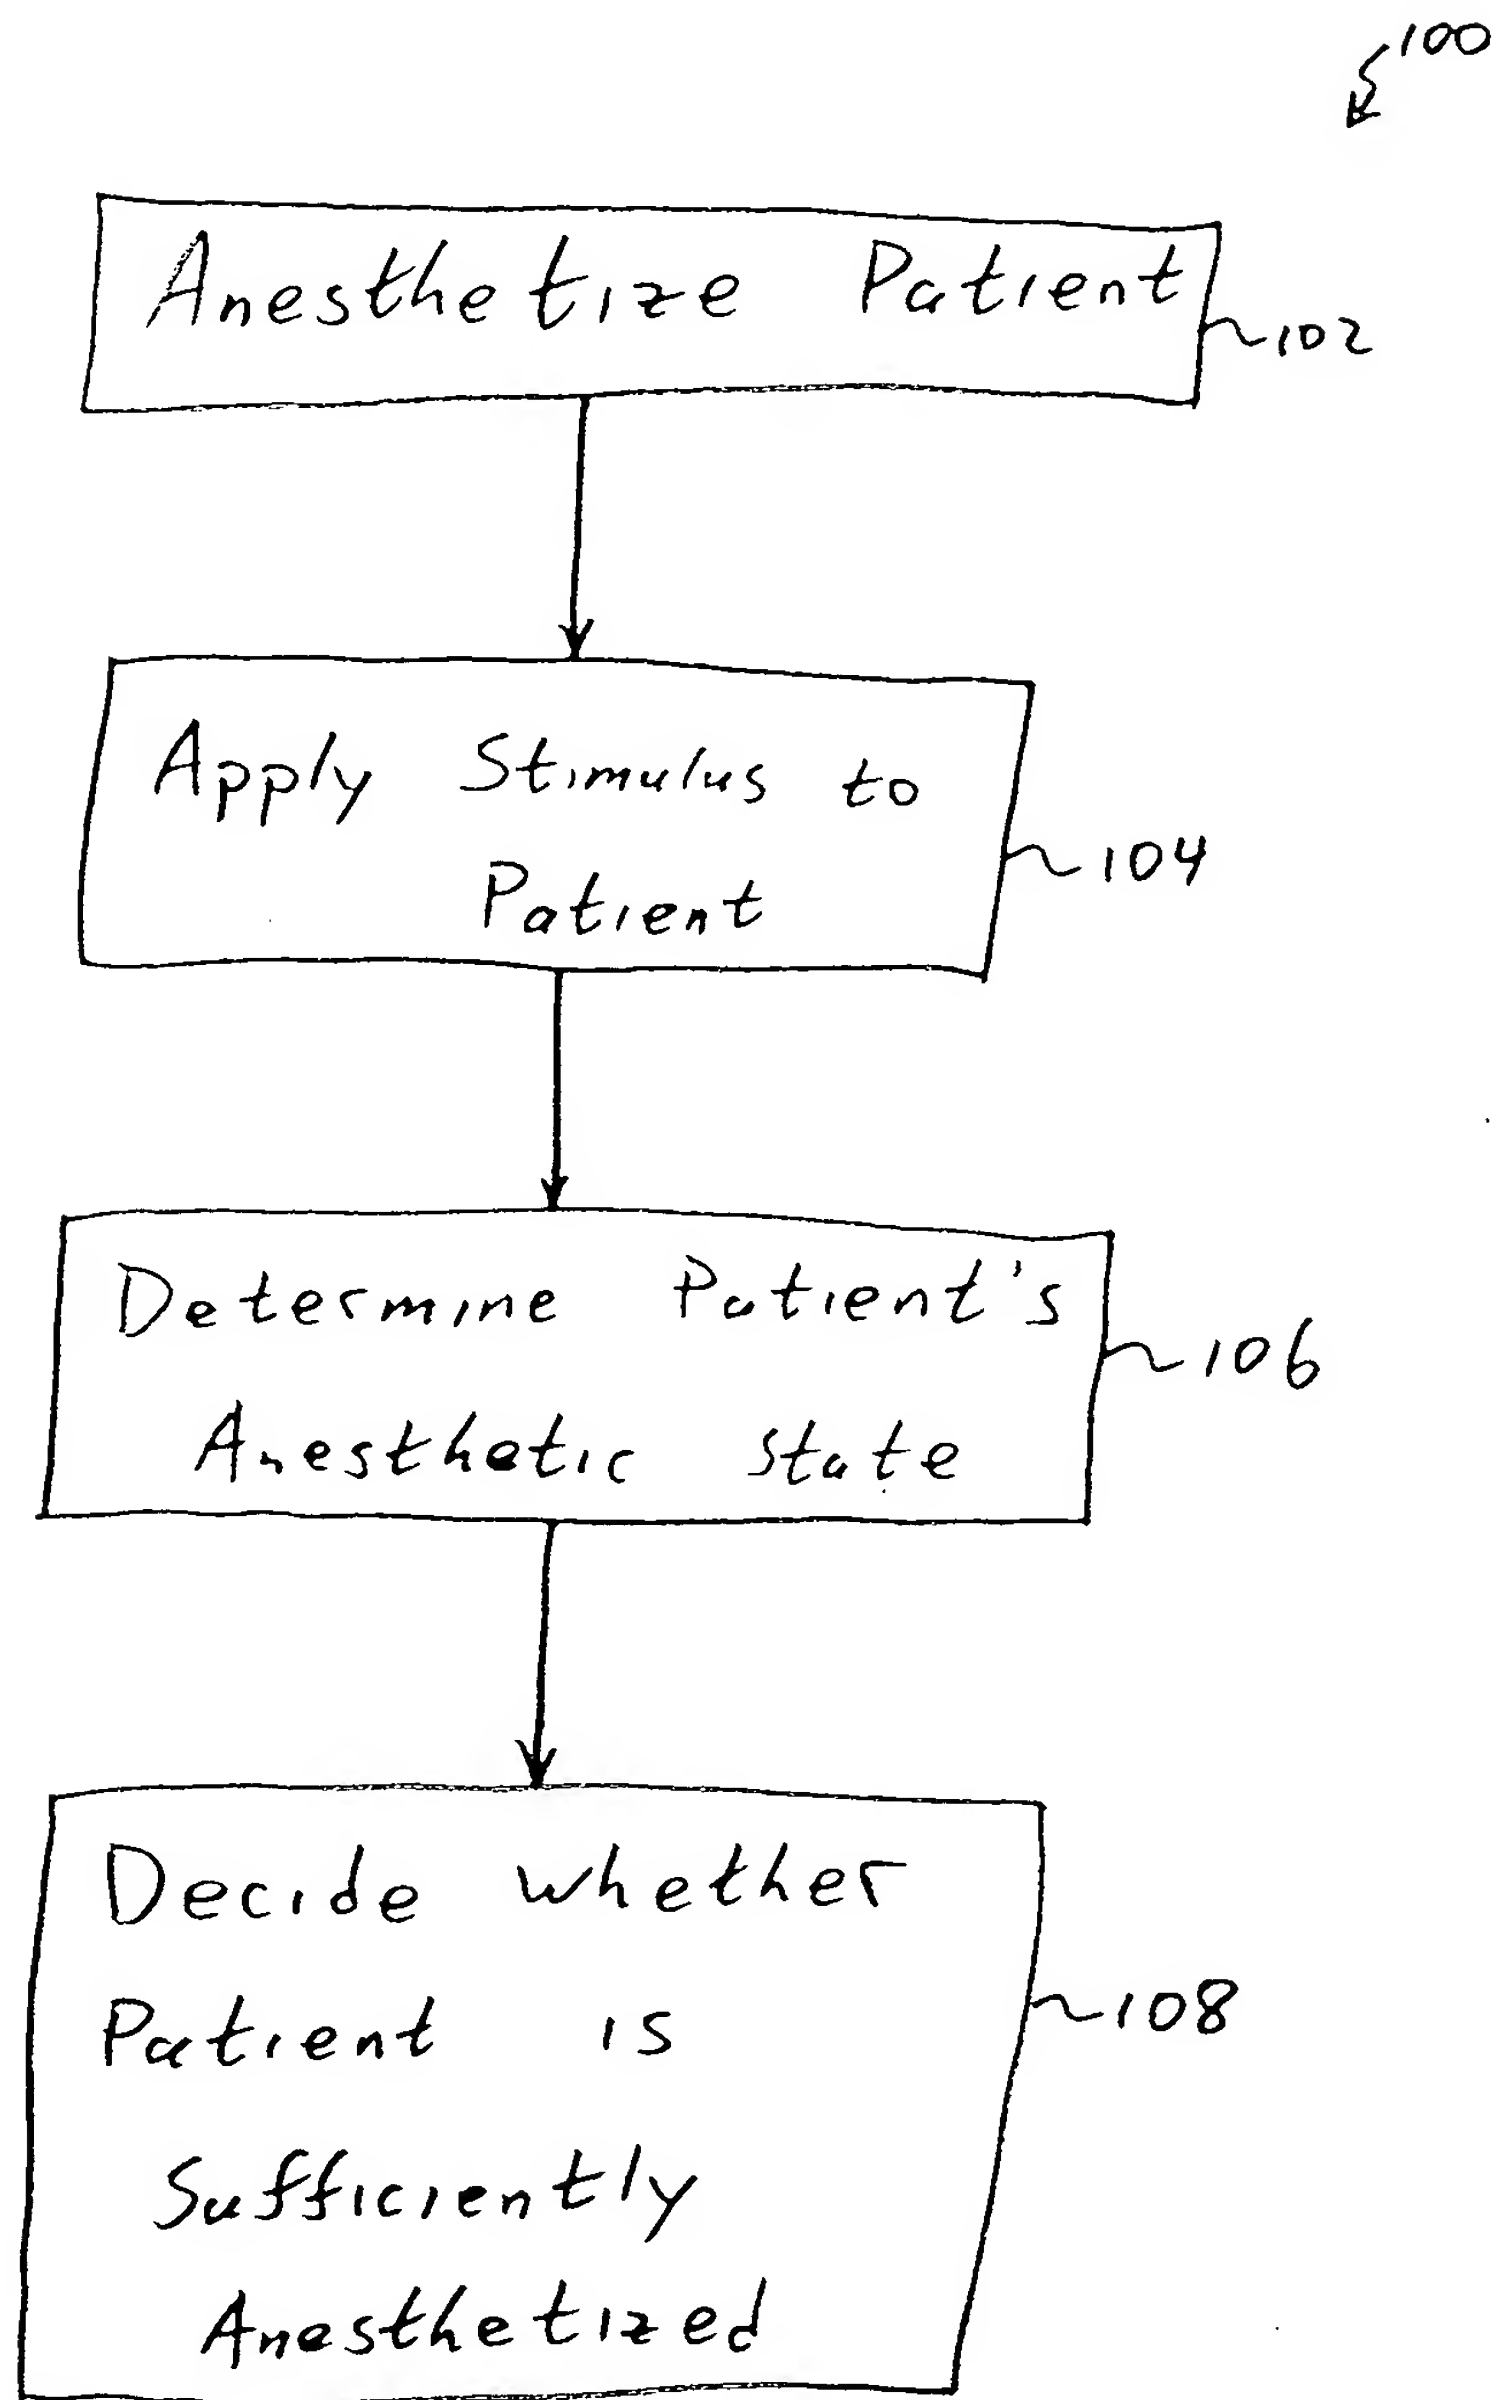 100
Anesthetize Patient
102
Apply Stimulus to
Patient
104
Determine Patient's
Anesthetic State
106
Decide whether
Patient is
Sufficiently
Anesthetized
108